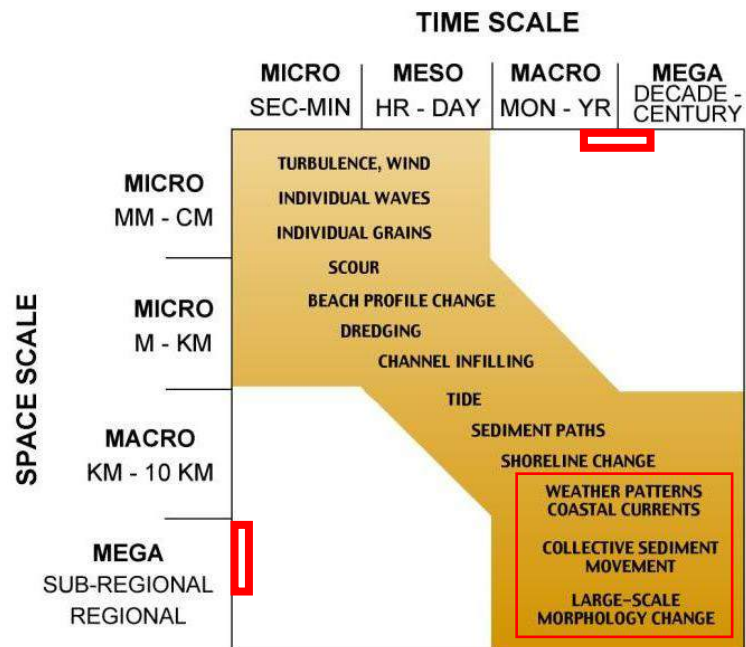 TIME SCALE
MICRO MESO MACRO MEGA
SEC-MIN HR - DAY MON - YR DECADE -
CENTURY
SPACE SCALE
MICRO
MM - CM
MICRO
M - KM
MACRO
KM - 10 KM
MEGA
SUB-REGIONAL
REGIONAL
TURBULENCE, WIND
INDIVIDUAL WAVES
INDIVIDUAL GRAINS
SCOUR
BEACH PROFILE CHANGE
DREDGING
CHANNEL INFILLING
TIDE
SEDIMENT PATHS
SHORELINE CHANGE
WEATHER PATTERNS
COASTAL CURRENTS
COLLECTIVE SEDIMENT
MOVEMENT
LARGE-SCALE
MORPHOLOGY CHANGE